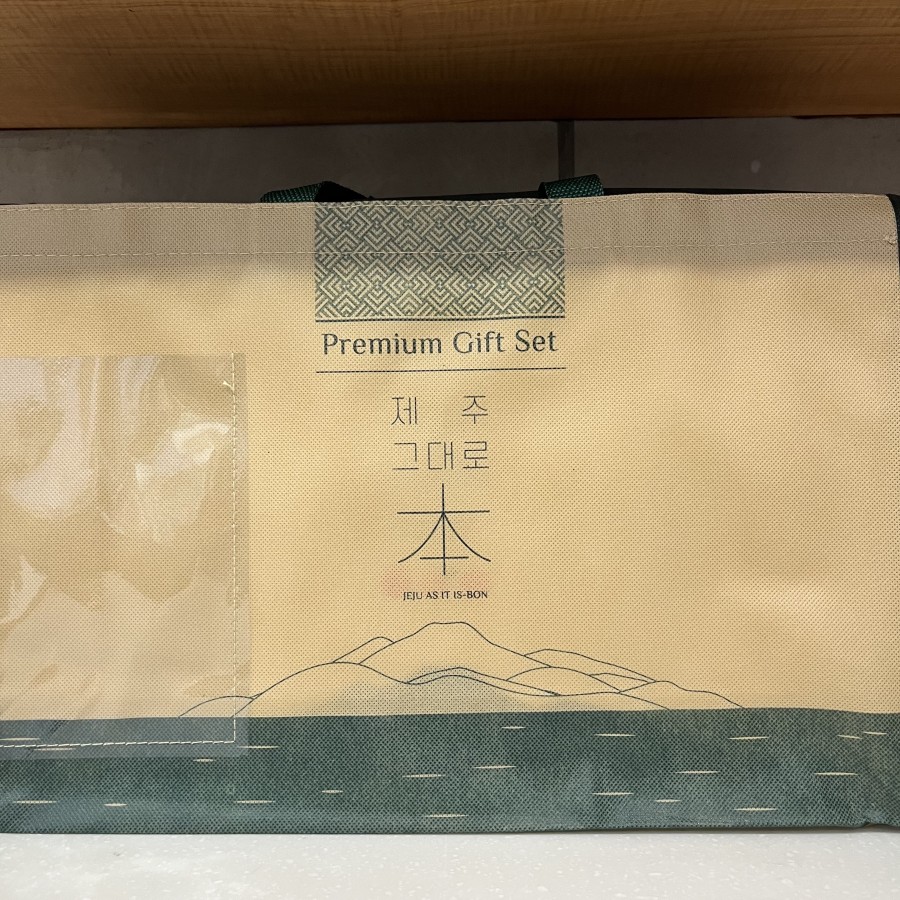 Premium Gift Set
제 주
그대로
本
JEJU AS IT IS-BON